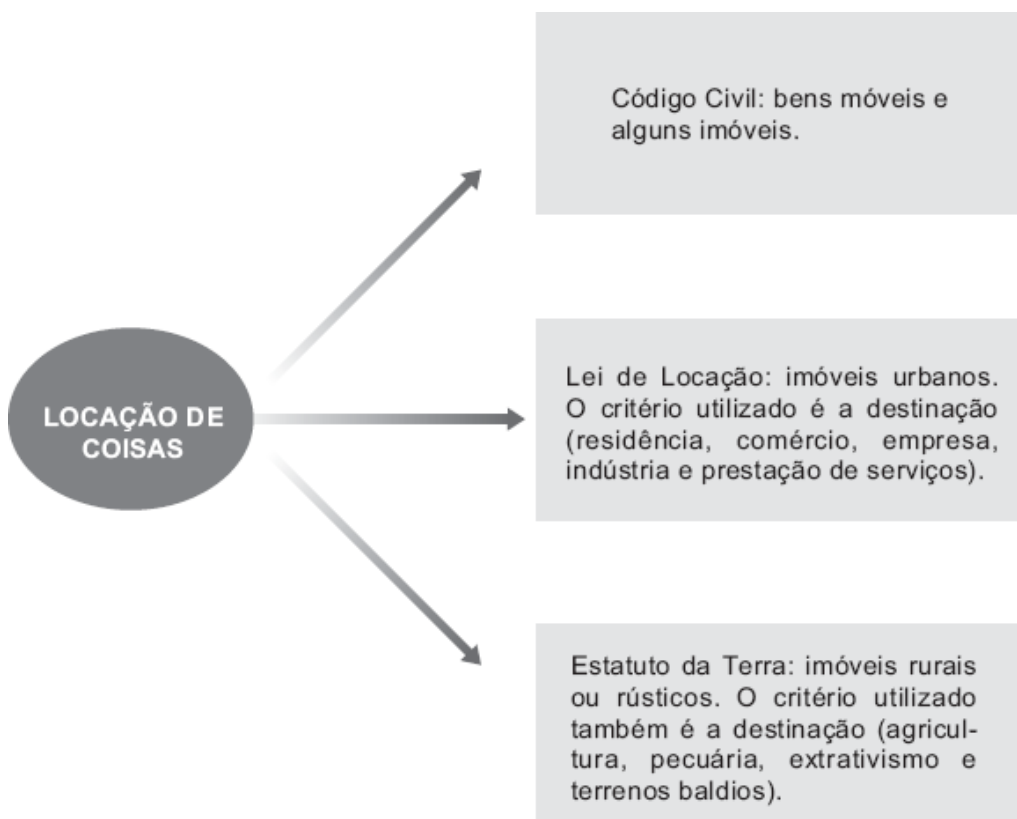 Código Civil: bens móveis e
alguns imóveis.
LOCAÇÃO DE
COISAS
Lei de Locação: imóveis urbanos.
O critério utilizado é a destinação
(residência, comércio, empresa,
indústria e prestação de serviços).
Estatuto da Terra: imóveis rurais
ou rústicos. O critério utilizado
também é a destinação (agricul-
tura, pecuária, extrativismo e
terrenos baldios).